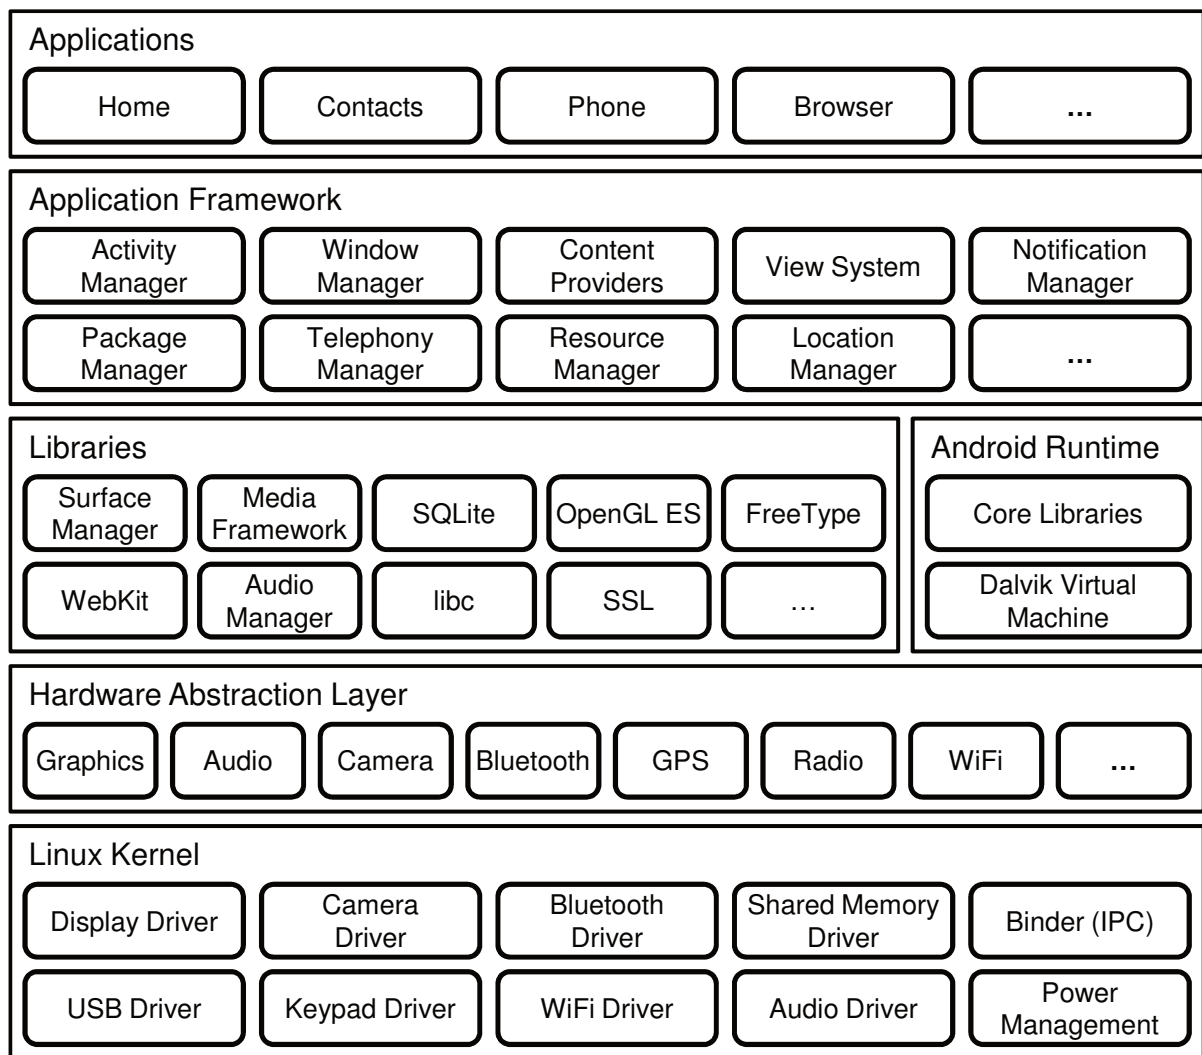 Applications
Home
Contacts
Phone
Browser
...
Application Framework
Activity
Manager
Window
Manager
Content
Providers
View System
Notification
Manager
Package
Manager
Telephony
Manager
Resource
Manager
Location
Manager
...
Libraries
Surface
Manager
Media
Framework
SQLite
OpenGL ES
FreeType
WebKit
Audio
Manager
libc
SSL
...
Android Runtime
Core Libraries
Dalvik Virtual
Machine
Hardware Abstraction Layer
Graphics
Audio
Camera
Bluetooth
GPS
Radio
WiFi
...
Linux Kernel
Display Driver
Camera
Driver
Bluetooth
Driver
Shared Memory
Driver
Binder (IPC)
USB Driver
Keypad Driver
WiFi Driver
Audio Driver
Power
Management